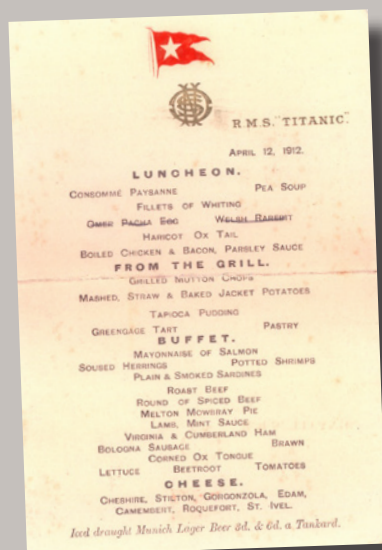 R.M.S. "TITANIC."
APRIL 12, 1912.
LUNCHEON.
CONSOMMÉ PAYSANNE PEA SOUP
FILLETS OF WHITING
OMER PACHA EGG WELSH RAREBIT
HARICOT OX TAIL
BOILED CHICKEN & BACON, PARSLEY SAUCE
FROM THE GRILL.
GRILLED MUTTON CHOPS
MASHED, STRAW & BAKED JACKET POTATOES
TAPIOCA PUDDING
GREENGAGE TART PASTRY
BUFFET.
MAYONNAISE OF SALMON
SOUSED HERRINGS POTTED SHRIMPS
PLAIN & SMOKED SARDINES
ROAST BEEF
ROUND OF SPICED BEEF
MELTON MOWBRAY PIE
LAMB, MINT SAUCE
VIRGINIA & CUMBERLAND HAM
BOLOGNA SAUSAGE BRAWN
CORNED OX TONGUE
LETTUCE BEETROOT TOMATOES
CHEESE.
CHESHIRE, STILTON, GORGONZOLA, EDAM,
CAMEMBERT, ROQUEFORT, ST. IVEL.
Iced draught Munich Lager Beer 3d. & 6d. a Tankard.